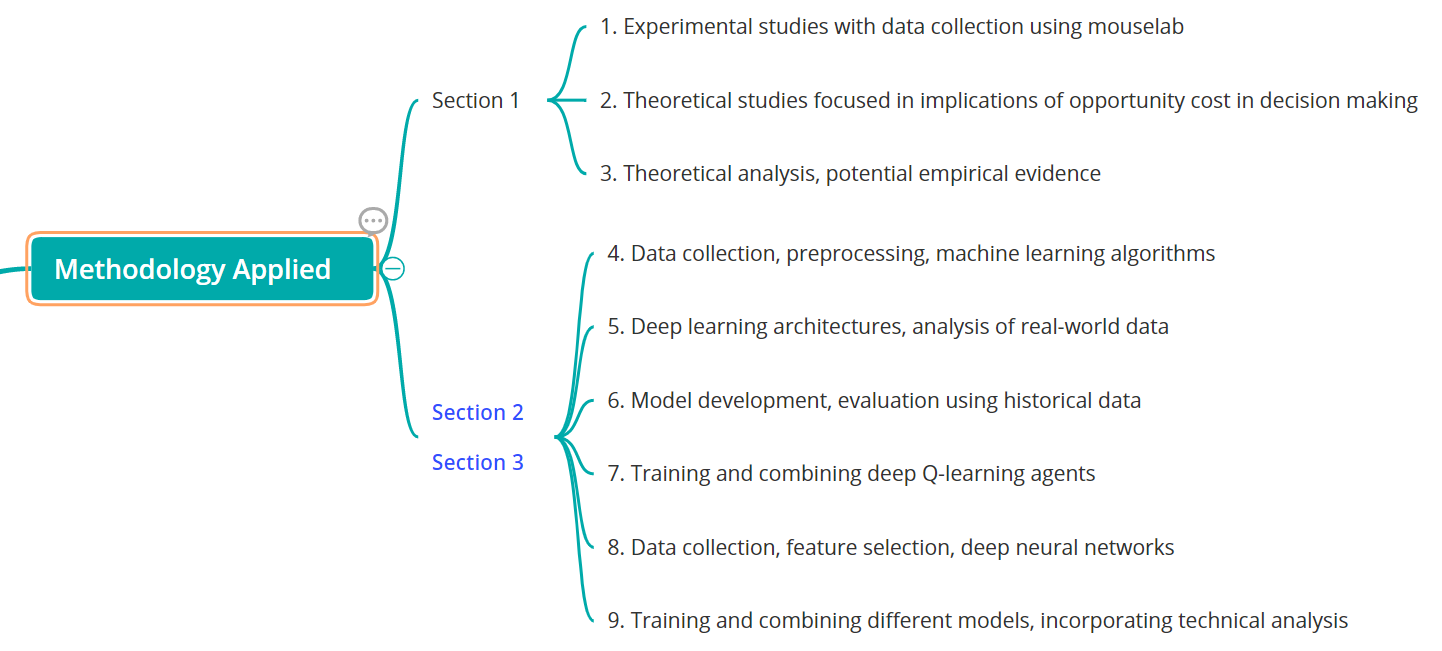 Methodology Applied
Section 1
1. Experimental studies with data collection using mouselab
2. Theoretical studies focused in implications of opportunity cost in decision making
3. Theoretical analysis, potential empirical evidence
Section 2
Section 3
4. Data collection, preprocessing, machine learning algorithms
5. Deep learning architectures, analysis of real-world data
6. Model development, evaluation using historical data
7. Training and combining deep Q-learning agents
8. Data collection, feature selection, deep neural networks
9. Training and combining different models, incorporating technical analysis